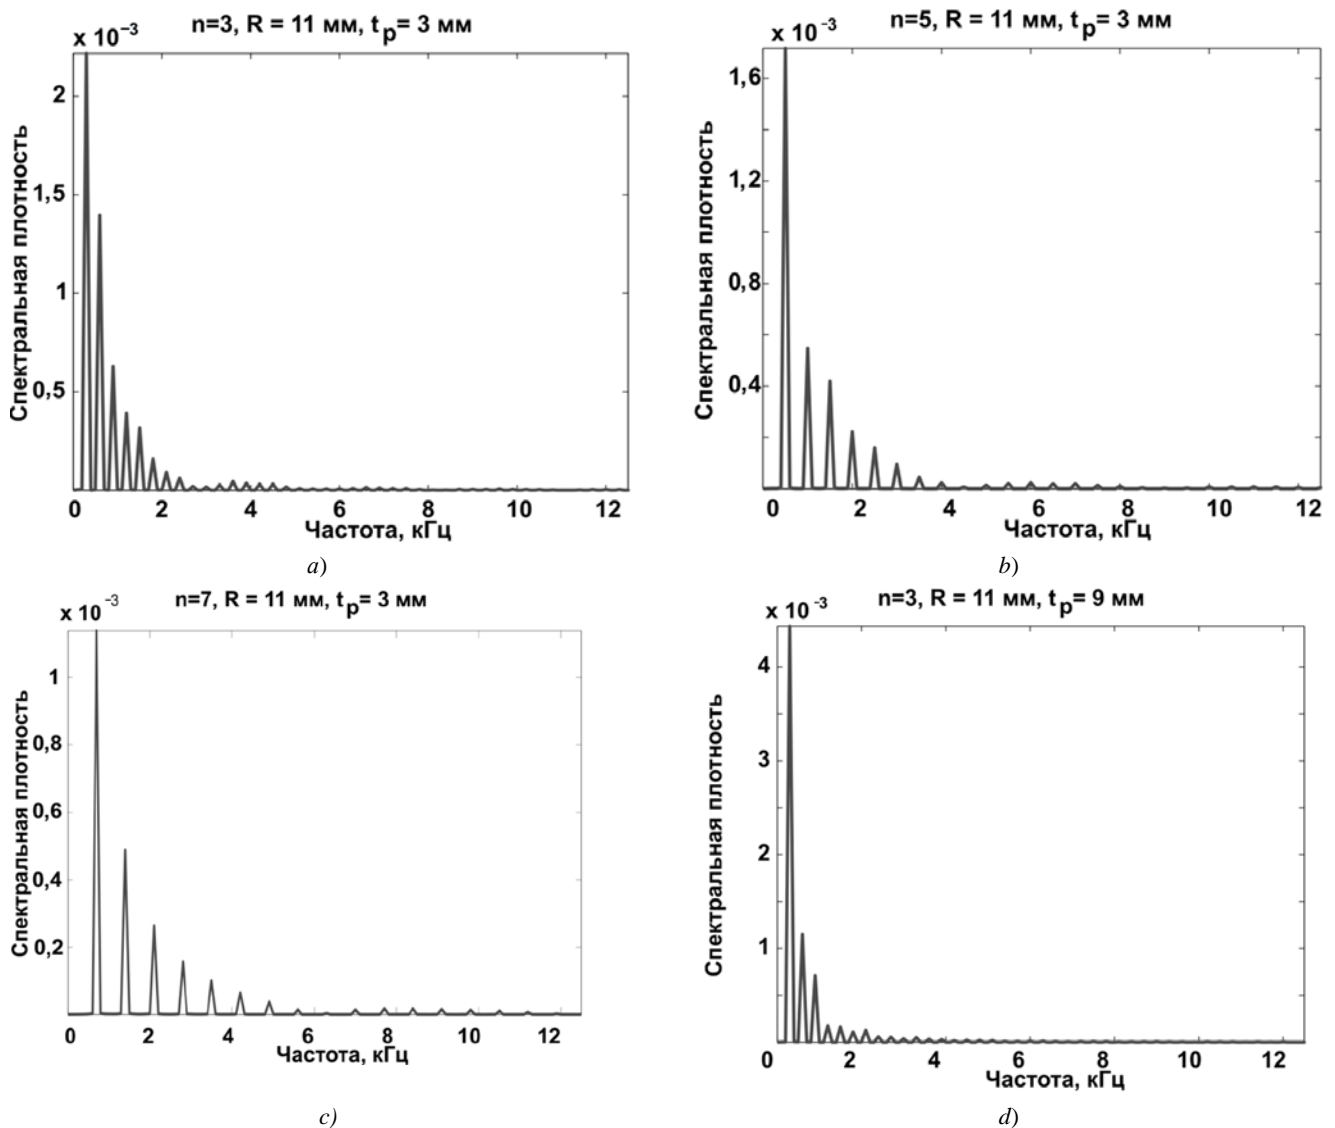 n=3, R = 11 мм, tp= 3 мм
x 10⁻³
Спектральная плотность
2
1,5
1
0,5
0 2 4 6 8 10 12
Частота, кГц
a)
n=5, R = 11 мм, tp= 3 мм
x 10⁻³
Спектральная плотность
1,6
1,2
0,8
0,4
0 2 4 6 8 10 12
Частота, кГц
b)
n=7, R = 11 мм, tp= 3 мм
x 10⁻³
Спектральная плотность
1
0,8
0,6
0,4
0,2
0 2 4 6 8 10 12
Частота, кГц
c)
n=3, R = 11 мм, tp= 9 мм
x 10⁻³
Спектральная плотность
4
3
2
1
0 2 4 6 8 10 12
Частота, кГц
d)